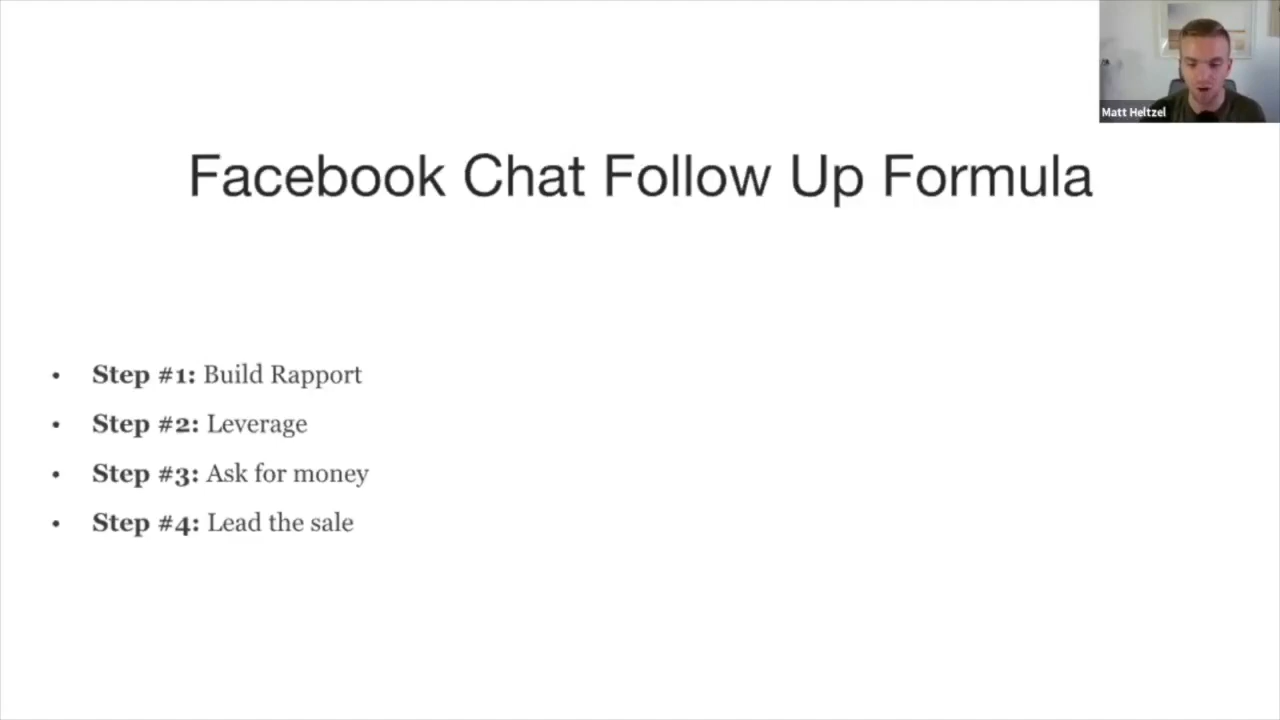 Matt Heltzel
Facebook Chat Follow Up Formula
• Step #1: Build Rapport
• Step #2: Leverage
• Step #3: Ask for money
• Step #4: Lead the sale